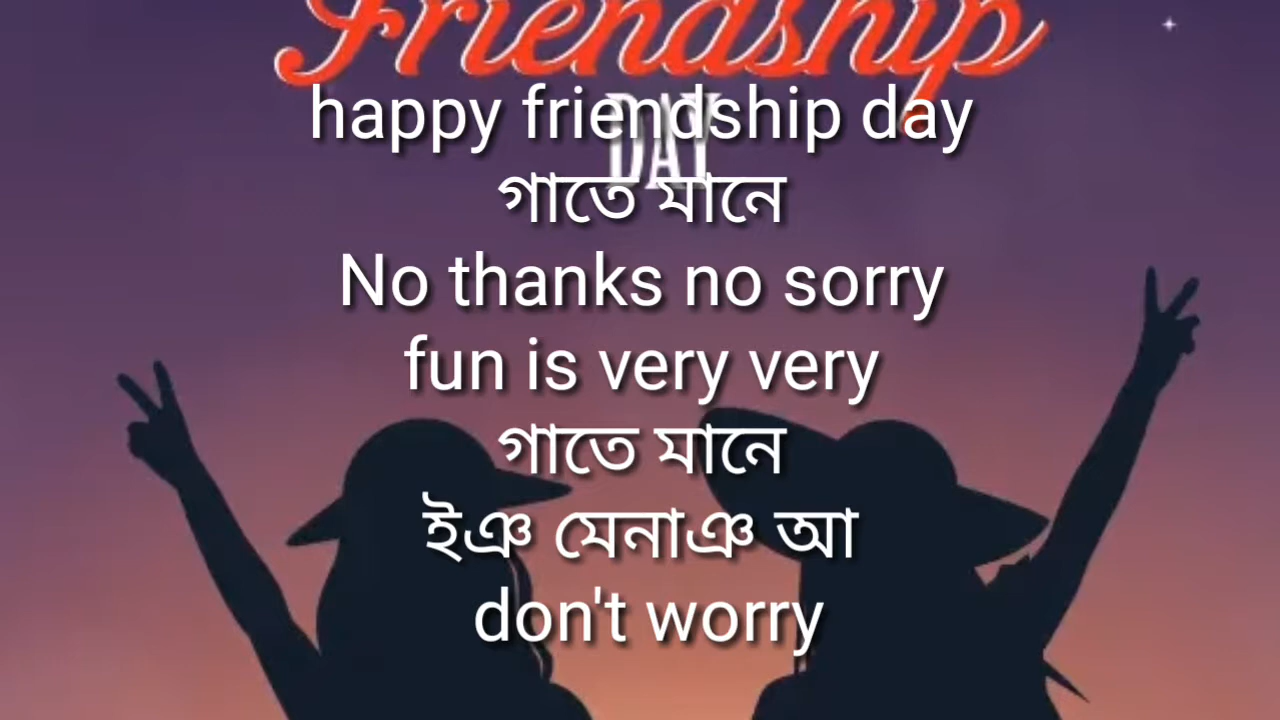 Friendship
DAY
happy friendship day
গাতে মানে
No thanks no sorry
fun is very very
গাতে মানে
ইঞ মেনাঞ আ
don't worry